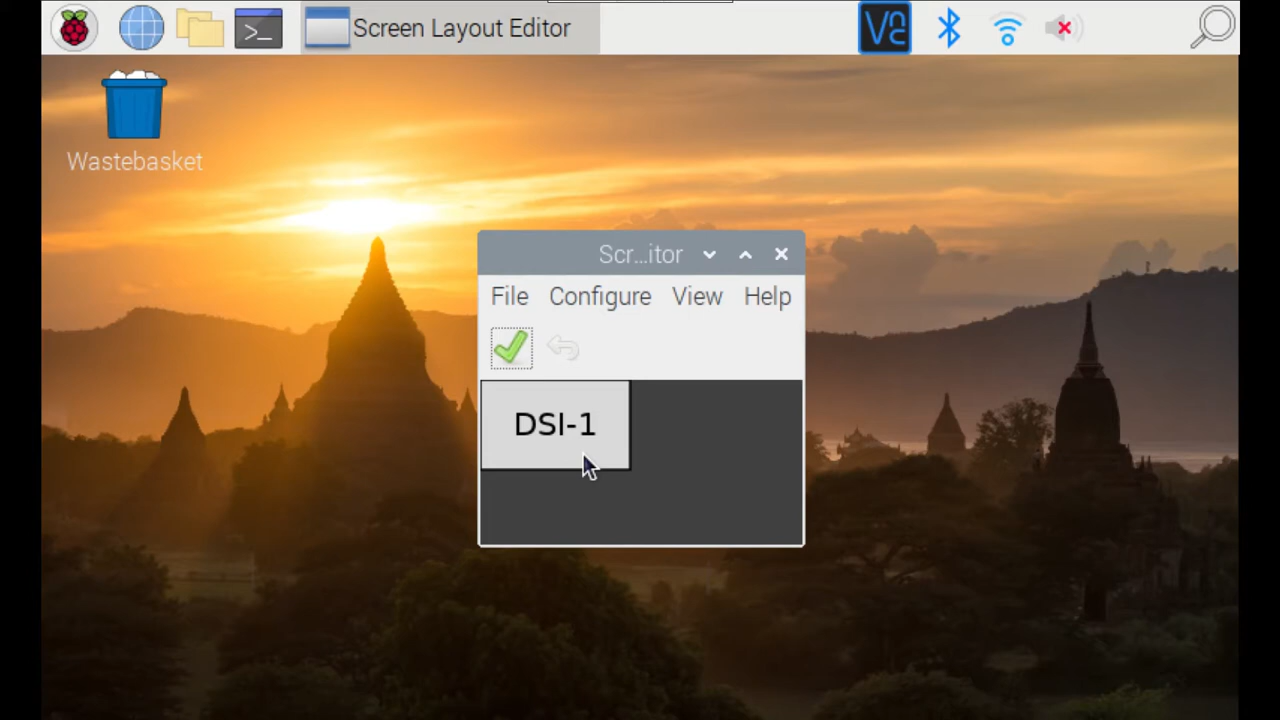 Screen Layout Editor
Wastebasket
Scr...itor
File Configure View Help
DSI-1